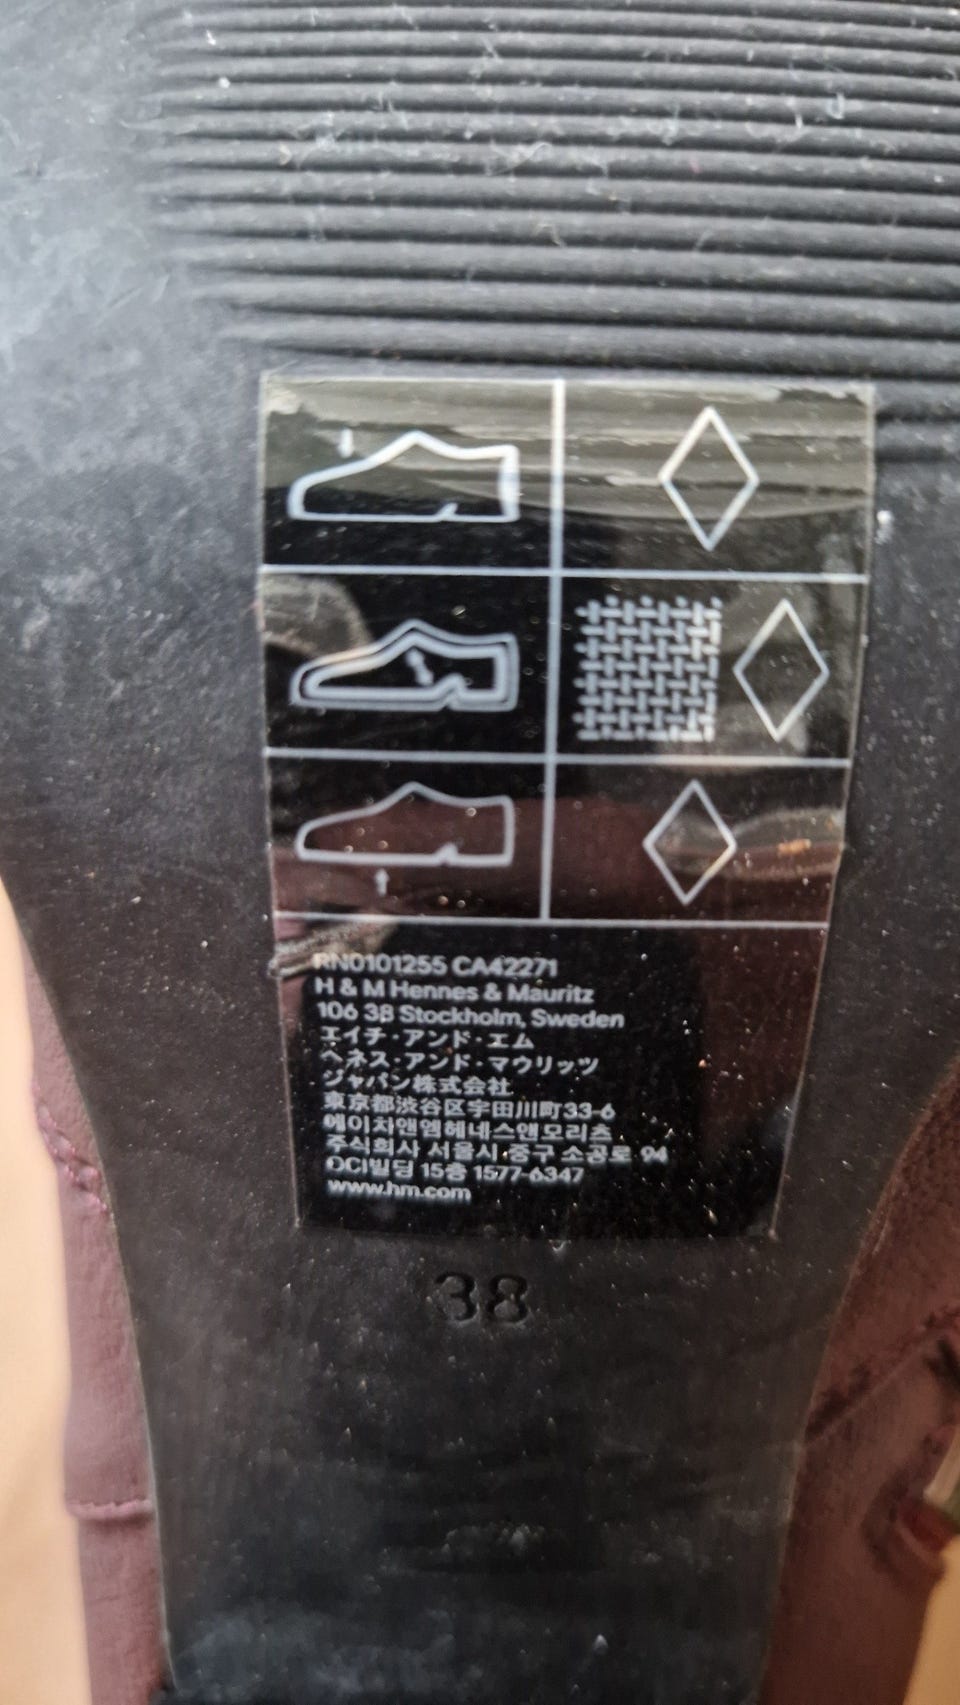 RN0101255 CA42271
H & M Hennes & Mauritz
106 38 Stockholm, Sweden
エイチ・アンド・エム
ヘネス・アンド・マウリッツ
ジャパン株式会社
東京都渋谷区宇田川町33-6
에이치앤엠헤네스앤모리츠
주식회사 서울시 중구 소공로 94
OCI빌딩 15층 1577-6347
www.hm.com
38